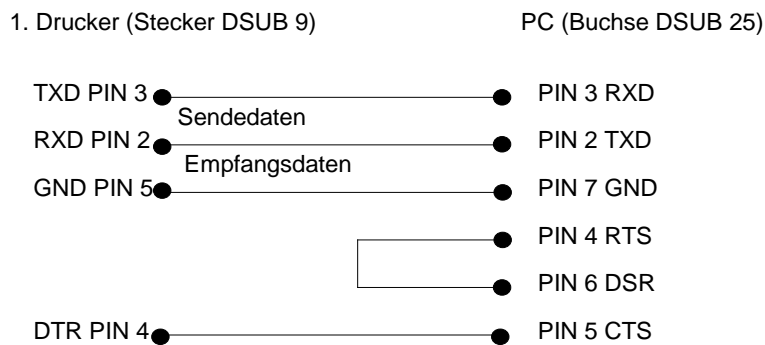 1. Drucker (Stecker DSUB 9) PC (Buchse DSUB 25)
TXD PIN 3 PIN 3 RXD
Sendedaten
RXD PIN 2 PIN 2 TXD
Empfangsdaten
GND PIN 5 PIN 7 GND
PIN 4 RTS
PIN 6 DSR
DTR PIN 4 PIN 5 CTS